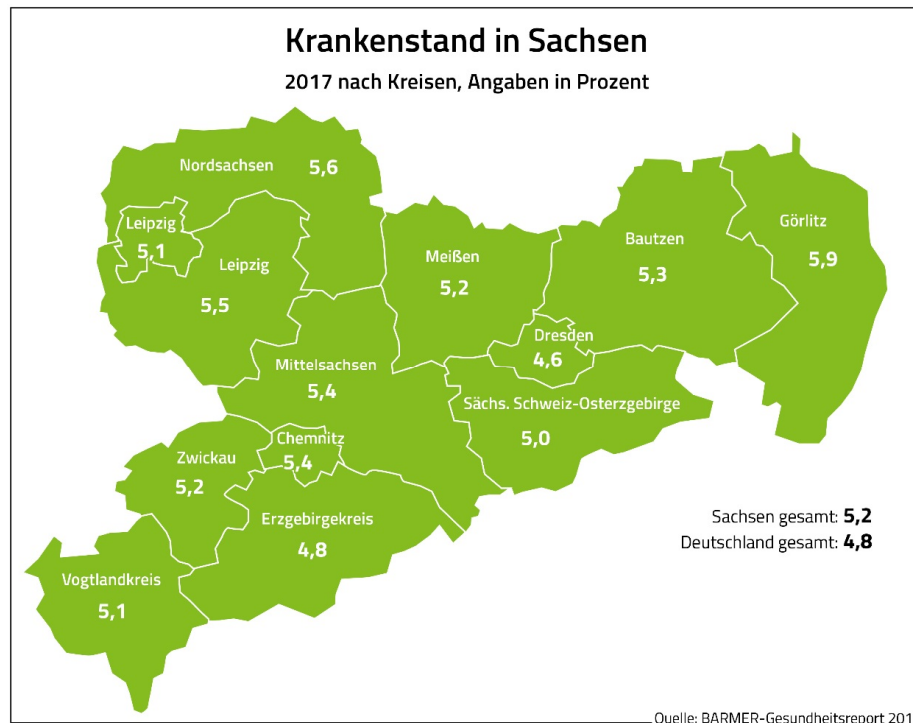 Krankenstand in Sachsen
2017 nach Kreisen, Angaben in Prozent
Nordsachsen 5,6
Leipzig
5,1
Leipzig
5,5
Meißen
5,2
Bautzen
5,3
Görlitz
5,9
Dresden
4,6
Mittelsachsen
5,4
Sächs. Schweiz-Osterzgebirge
5,0
Chemnitz
5,4
Zwickau
5,2
Erzgebirgekreis
4,8
Vogtlandkreis
5,1
Sachsen gesamt: 5,2
Deutschland gesamt: 4,8
Quelle: BARMER-Gesundheitsreport 201